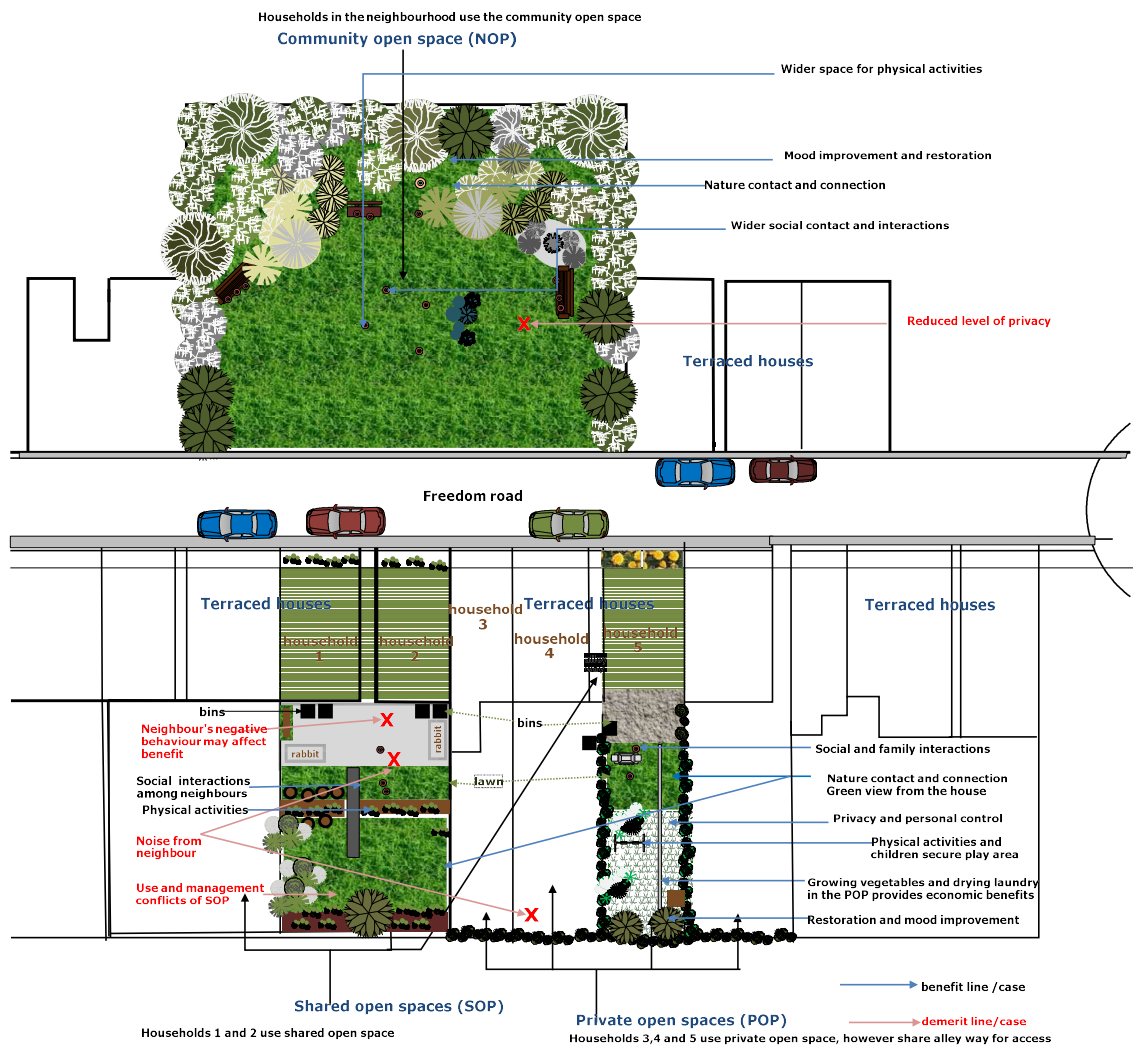 Households in the neighbourhood use the community open space
Community open space (NOP)
Wider space for physical activities
Mood improvement and restoration
Nature contact and connection
Wider social contact and interactions
X
Reduced level of privacy
Terraced houses
Freedom road
Terraced houses
Terraced houses
Terraced houses
household
1
household
2
household
3
household
4
household
5
bins
bins
X
Neighbour's negative
behaviour may affect
benefit
rabbit
rabbit
X
Social and family interactions
Social interactions
among neighbours
lawn
Nature contact and connection
Green view from the house
Physical activities
Privacy and personal control
Noise from
neighbour
Physical activities and
children secure play area
Use and management
conflicts of SOP
Growing vegetables and drying laundry
in the POP provides economic benefits
X
Restoration and mood improvement
benefit line /case
Shared open spaces (SOP)
Private open spaces (POP)
demerit line/case
Households 1 and 2 use shared open space
Households 3,4 and 5 use private open space, however share alley way for access